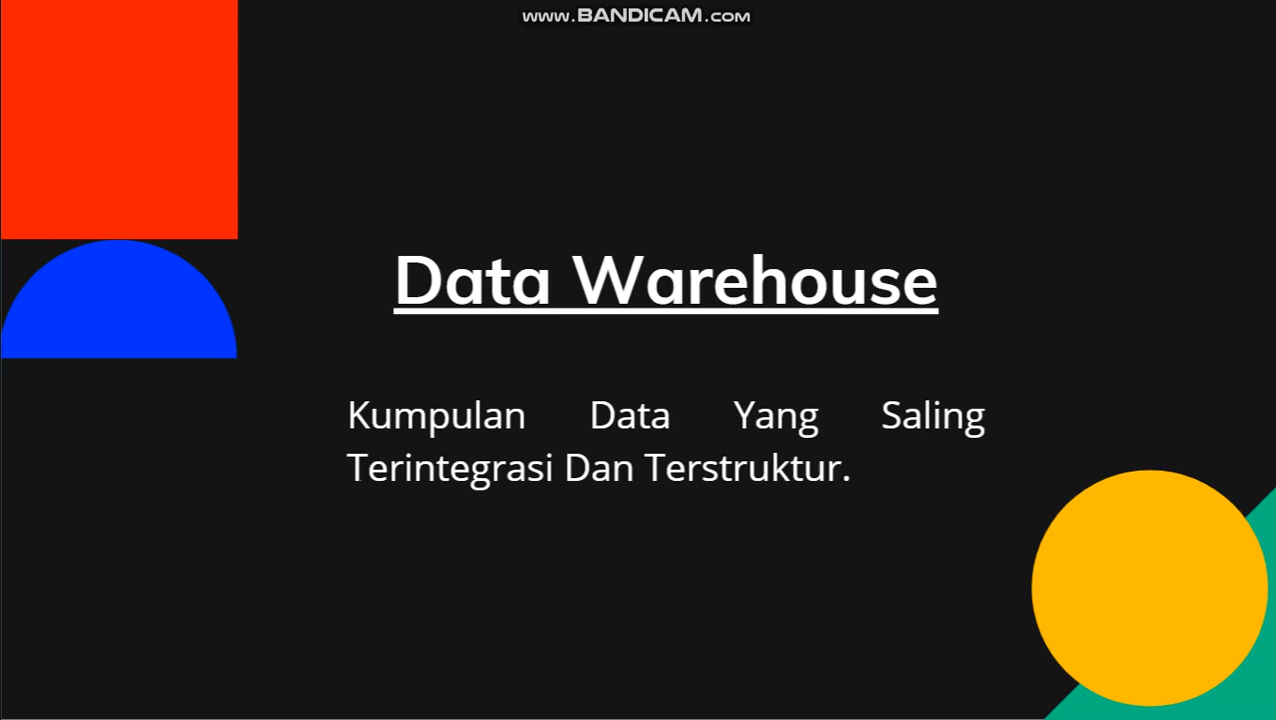 www.BANDICAM.com
Data Warehouse
Kumpulan Data Yang Saling
Terintegrasi Dan Terstruktur.